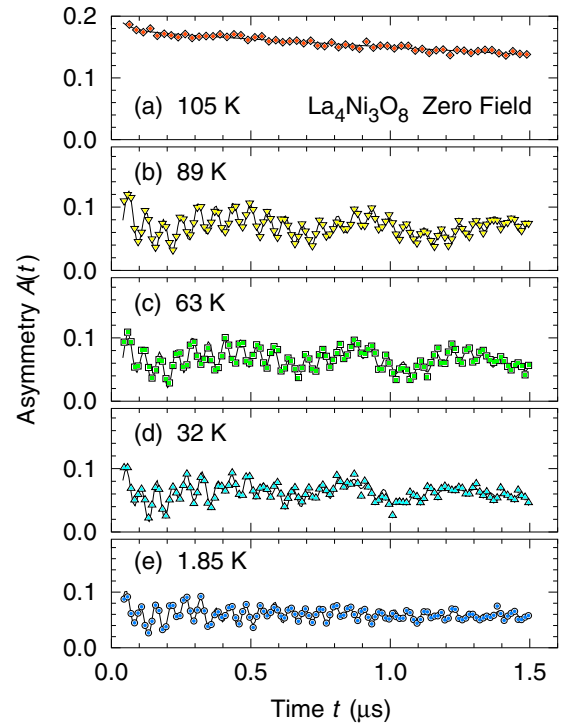 Asymmetry A(t)
0.2
0.1
0.0
(a) 105 K La₄Ni₃O₈ Zero Field
(b) 89 K
0.1
0.0
(c) 63 K
0.1
0.0
(d) 32 K
0.1
0.0
(e) 1.85 K
0.1
0.0
0.0 0.5 1.0 1.5
Time t (μs)